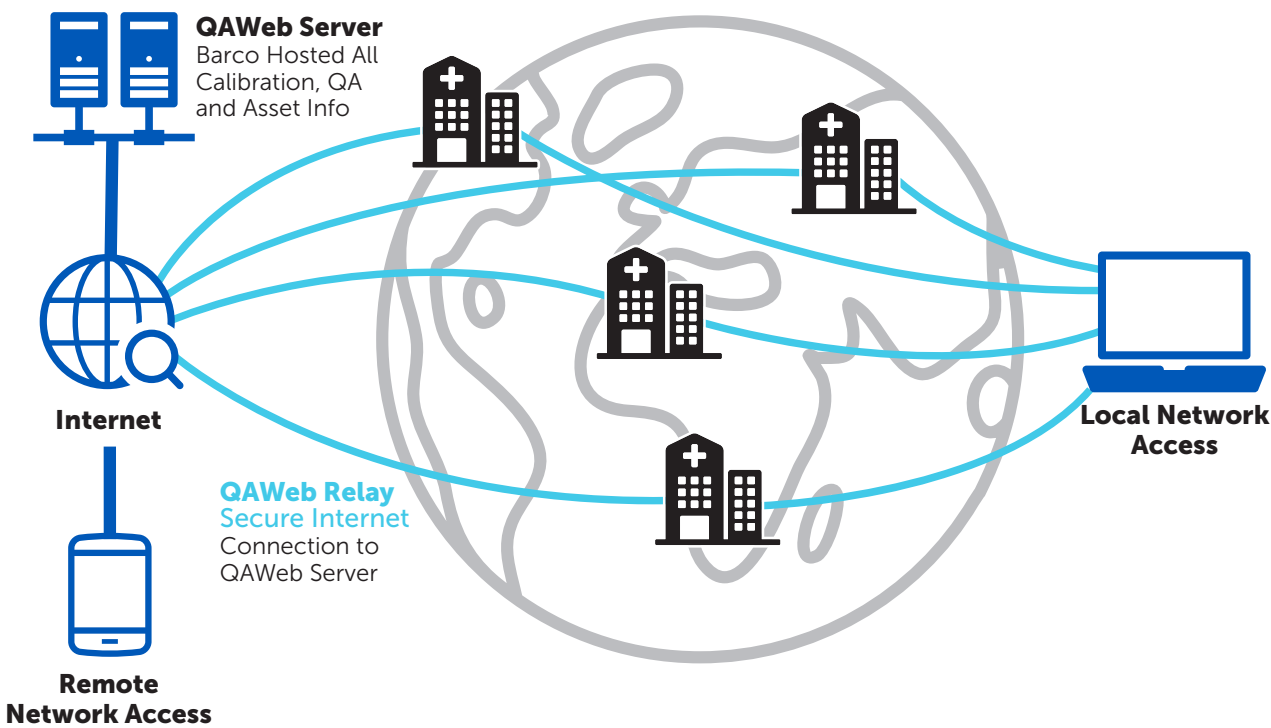 QAWeb Server
Barco Hosted All
Calibration, QA
and Asset Info
Internet
Local Network
Access
QAWeb Relay
Secure Internet
Connection to
QAWeb Server
Remote
Network Access